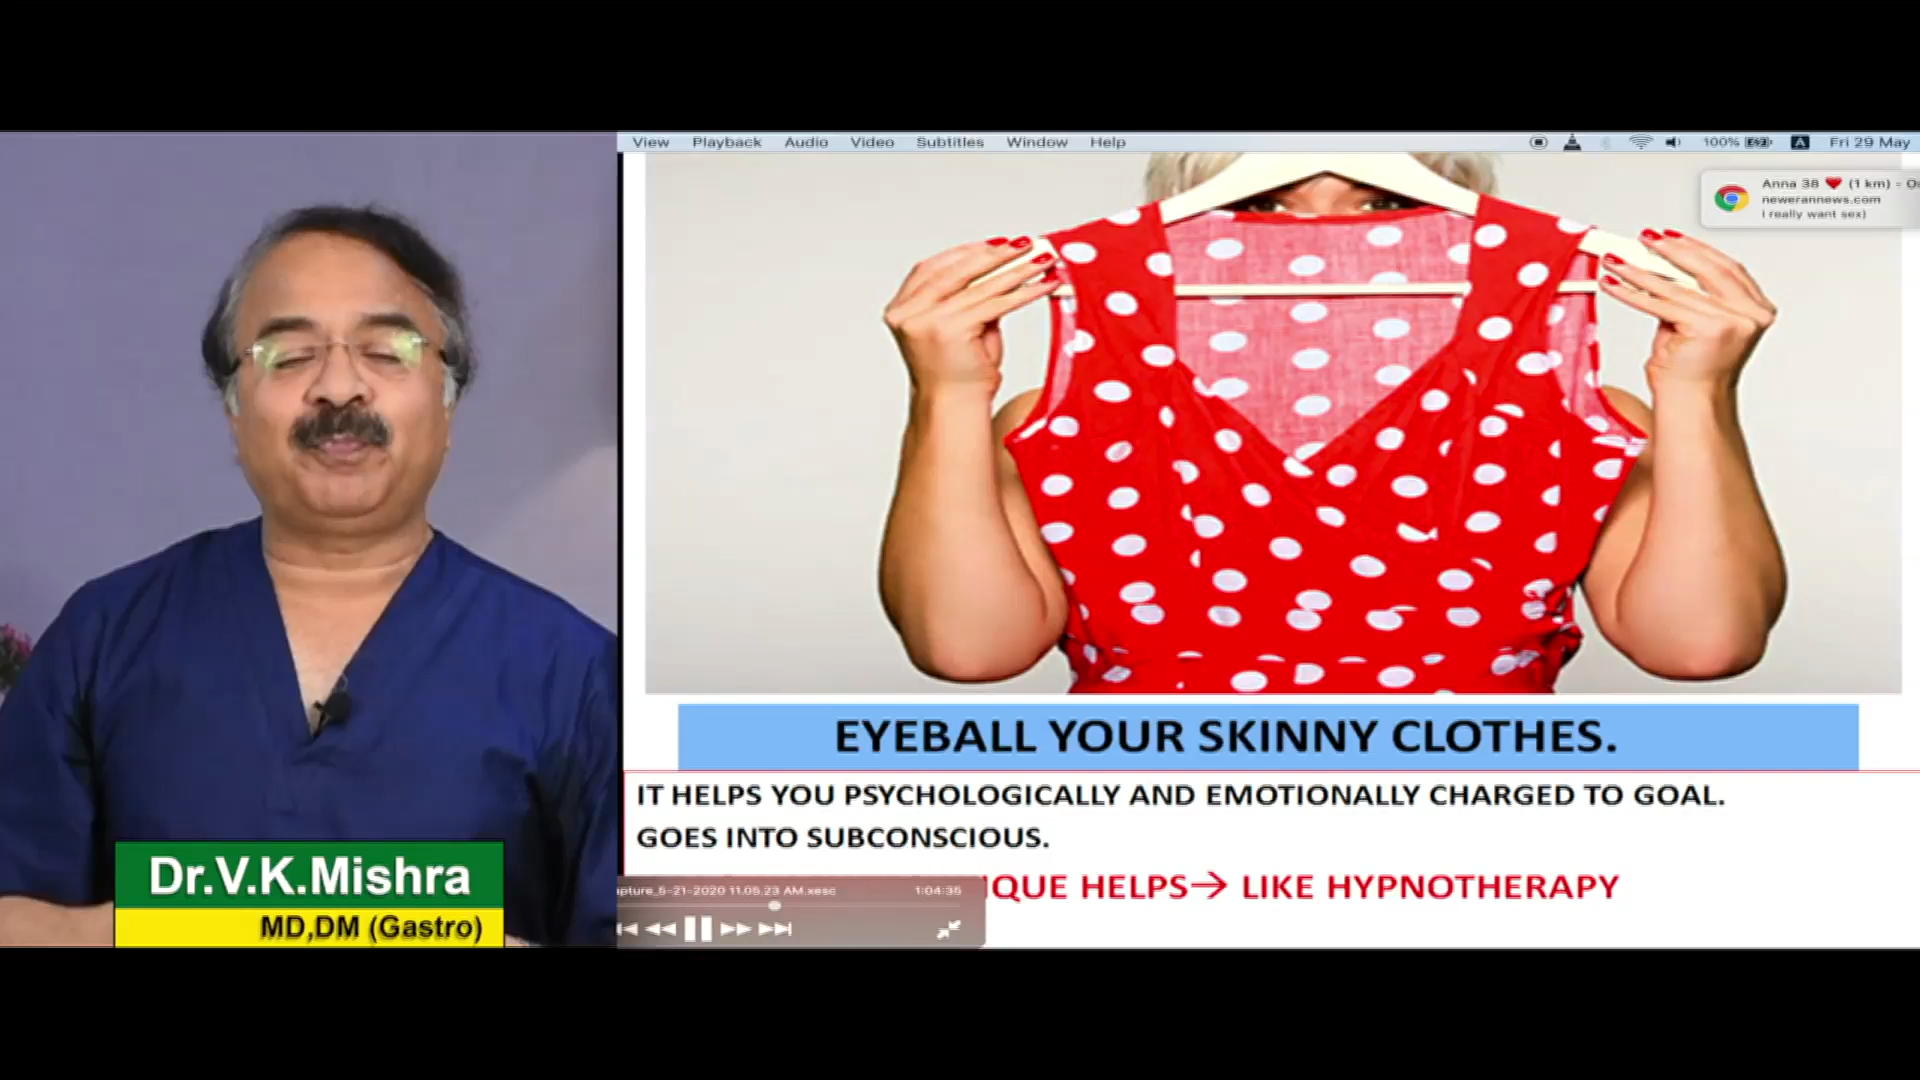 View Playback Audio Video Subtitles Window Help
100%
A
Fri 29 May
Anna 38 ❤ (1 km) -
newerannews.com
I really want sex)
EYEBALL YOUR SKINNY CLOTHES.
IT HELPS YOU PSYCHOLOGICALLY AND EMOTIONALLY CHARGED TO GOAL.
GOES INTO SUBCONSCIOUS.
IQUE HELPS→ LIKE HYPNOTHERAPY
apture_5-21-2020 11.05.23 AM.xesc
1:04:35
Dr.V.K.Mishra
MD,DM (Gastro)